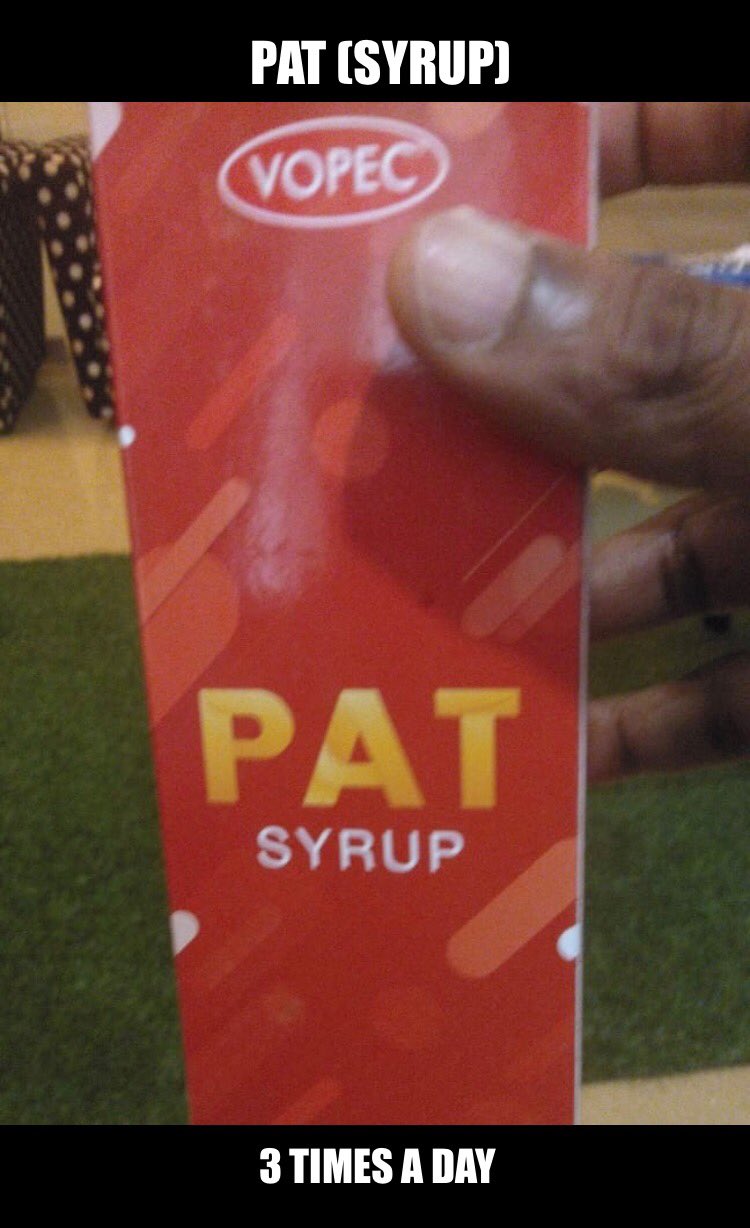 PAT (SYRUP)
VOPEC
PAT
SYRUP
3 TIMES A DAY